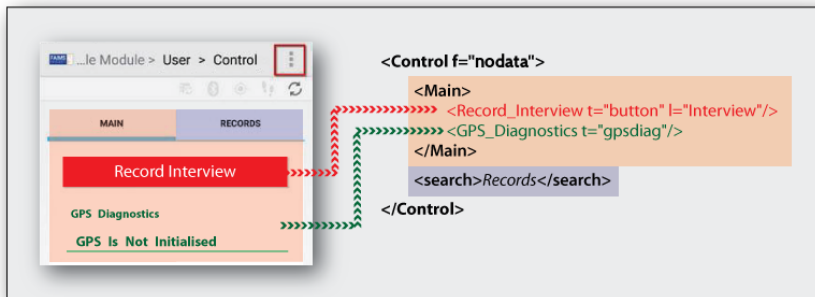 ...le Module > User > Control
MAIN
RECORDS
Record Interview
GPS Diagnostics
GPS Is Not Initialised
<Control f="nodata">
<Main>
<Record_Interview t="button" l="Interview"/>
<GPS_Diagnostics t="gpsdiag"/>
</Main>
<search>Records</search>
</Control>